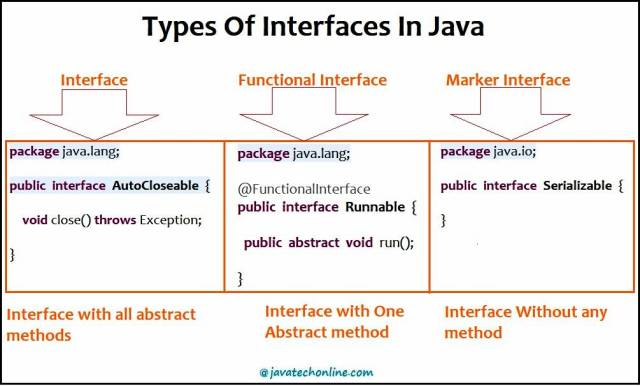 Types Of Interfaces In Java
Interface
Functional Interface
Marker Interface
package java.lang;
public interface AutoCloseable {
void close() throws Exception;
}
package java.lang;
@FunctionalInterface
public interface Runnable {
public abstract void run();
}
package java.io;
public interface Serializable {
}
Interface with all abstract
methods
Interface with One
Abstract method
Interface Without any
method
@javatechonline.com